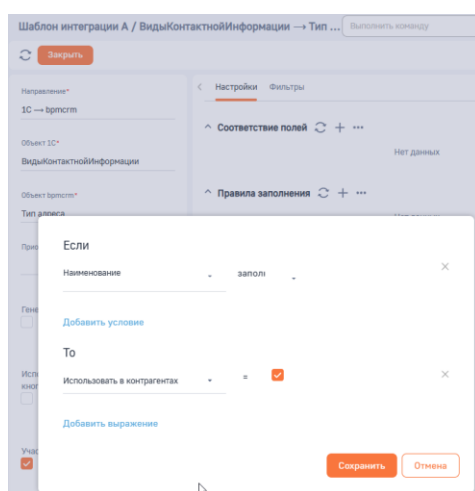 Шаблон интеграции А / ВидыКонтактнойИнформации → Тип ...
Выполнить команду
Закрыть
Направление*
1С → bpmcrm
Объект 1С*
ВидыКонтактнойИнформации
Объект bpmcrm*
Тип адреса
Настройки Фильтры
Соответствие полей
Нет данных
Правила заполнения
Если
Наименование
Добавить условие
То
Использовать в контрагентах =
Добавить выражение
Сохранить
Отмена